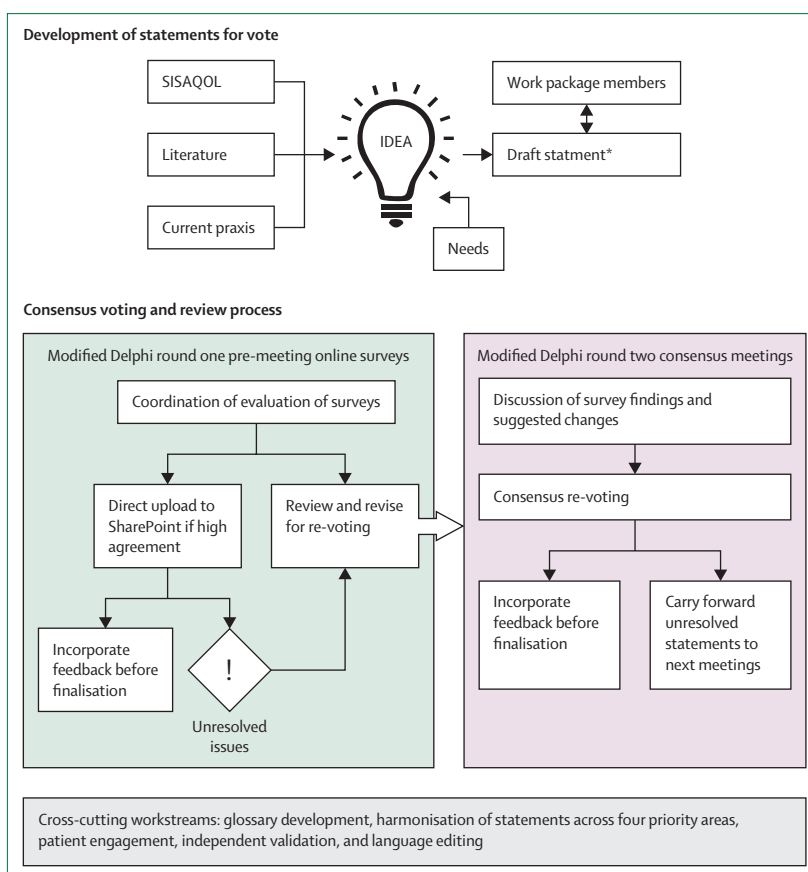 Development of statements for vote
SISAQOL
Literature
Current praxis
IDEA
Needs
Work package members
Draft statment*
Consensus voting and review process
Modified Delphi round one pre-meeting online surveys
Coordination of evaluation of surveys
Direct upload to
SharePoint if high
agreement
Review and revise
for re-voting
Incorporate
feedback before
finalisation
!
Unresolved
issues
Modified Delphi round two consensus meetings
Discussion of survey findings and
suggested changes
Consensus re-voting
Incorporate
feedback before
finalisation
Carry forward
unresolved
statements to
next meetings
Cross-cutting workstreams: glossary development, harmonisation of statements across four priority areas,
patient engagement, independent validation, and language editing